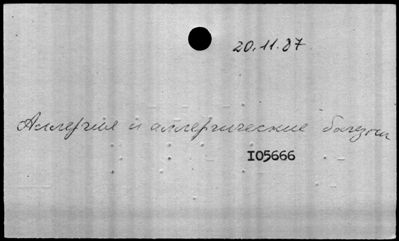 20.11.87
Аллергия и аллергические болезни
I05666